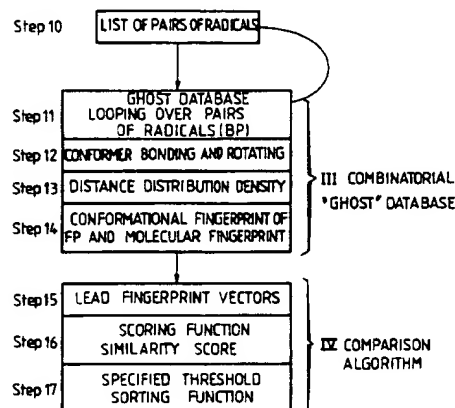 Step 10 LIST OF PAIRS OF RADICALS
Step 11 GHOST DATABASE
LOOPING OVER PAIRS
OF RADICALS (BP)
Step 12 CONFORMER BONDING AND ROTATING
Step 13 DISTANCE DISTRIBUTION DENSITY
Step 14 CONFORMATIONAL FINGERPRINT OF
FP AND MOLECULAR FINGERPRINT
III COMBINATORIAL
"GHOST" DATABASE
Step 15 LEAD FINGERPRINT VECTORS
Step 16 SCORING FUNCTION
SIMILARITY SCORE
Step 17 SPECIFIED THRESHOLD
SORTING FUNCTION
IV COMPARISON
ALGORITHM